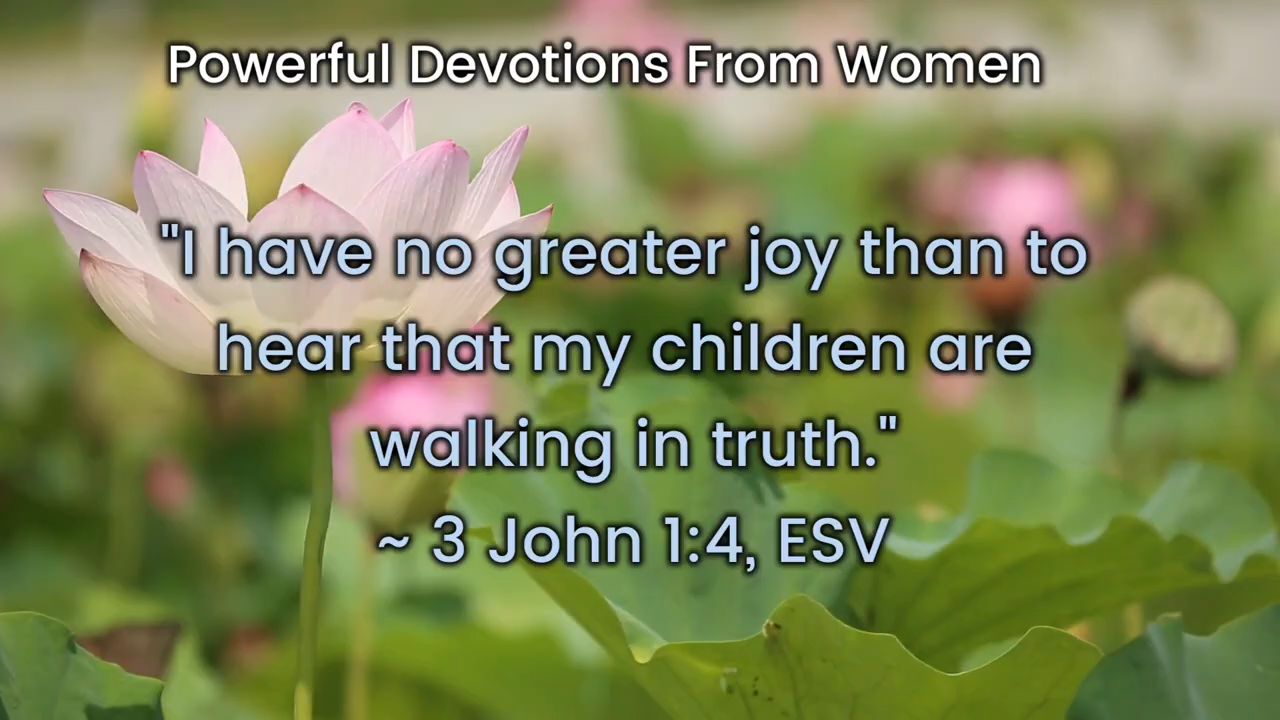 Powerful Devotions From Women
"I have no greater joy than to
hear that my children are
walking in truth."
~ 3 John 1:4, ESV